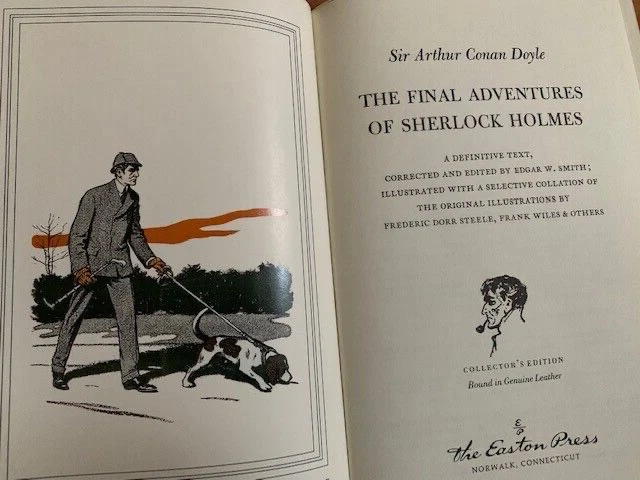 Sir Arthur Conan Doyle
THE FINAL ADVENTURES
OF SHERLOCK HOLMES
A DEFINITIVE TEXT,
CORRECTED AND EDITED BY EDGAR W. SMITH;
ILLUSTRATED WITH A SELECTIVE COLLATION OF
THE ORIGINAL ILLUSTRATIONS BY
FREDERIC DORR STEELE, FRANK WILES & OTHERS
COLLECTOR'S EDITION
Bound in Genuine Leather
E
P
the Easton Press
NORWALK, CONNECTICUT